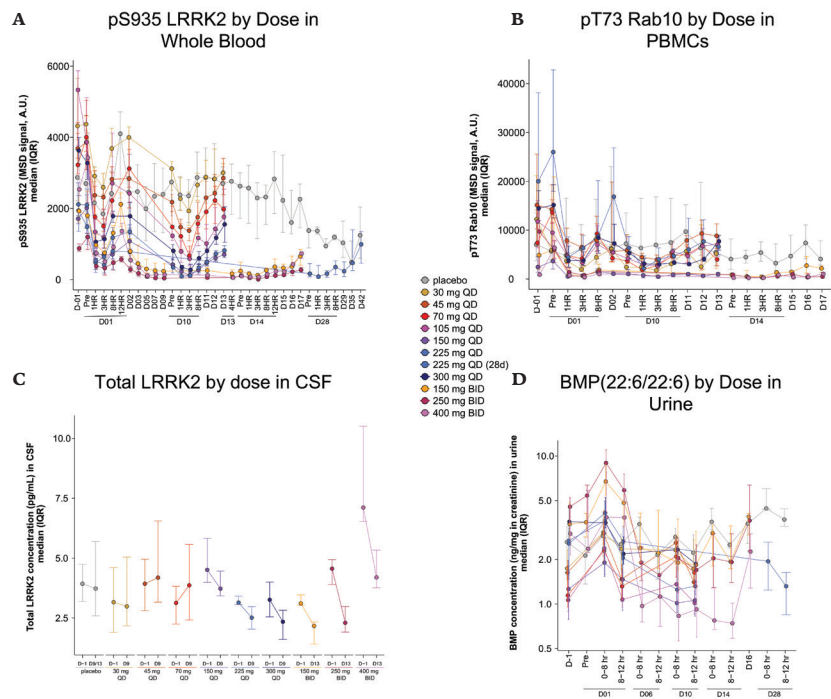 A
pS935 LRRK2 by Dose in
Whole Blood
pS935 LRRK2 (MSD signal, A.U.)
median (IQR)
6000
4000
2000
0
D-01
Pre
1HR
3HR
8HR
12HR
D02
D03
D05
D07
D09
Pre
1HR
3HR
8HR
D11
D12
D13
4HR
Pre
1HR
3HR
8HR
12HR
D15
D16
D17
Pre
1HR
3HR
8HR
D29
D35
D42
D01
D10
D13
D14
D28
B
pT73 Rab10 by Dose in
PBMCs
pT73 Rab10 (MSD signal, A.U.)
median (IQR)
40000
30000
20000
10000
0
D-01
Pre
1HR
3HR
8HR
D02
Pre
1HR
3HR
8HR
D11
D12
D13
Pre
1HR
3HR
8HR
D15
D16
D17
D01
D10
D14
placebo
30 mg QD
45 mg QD
70 mg QD
105 mg QD
150 mg QD
225 mg QD
225 mg QD (28d)
300 mg QD
150 mg BID
250 mg BID
400 mg BID
C
Total LRRK2 by dose in CSF
Total LRRK2 concentration (pg/mL) in CSF
median (IQR)
10.0
7.5
5.0
2.5
D-1 D9/13
D-1 D9
D-1 D9
D-1 D9
D-1 D9
D-1 D9
D-1 D9
D-1 D13
D-1 D9
D-1 D13
placebo
30 mg
QD
45 mg
QD
70 mg
QD
150 mg
QD
225 mg
QD
300 mg
QD
150 mg
BID
250 mg
BID
400 mg
BID
D
BMP(22:6/22:6) by Dose in
Urine
BMP concentration (ng/mg in creatinine) in urine
median (IQR)
5.0
2.0
1.0
0.5
D-1
Pre
0-8 hr
8-12 hr
0-8 hr
8-12 hr
0-8 hr
8-12 hr
0-8 hr
8-12 hr
D16
0-8 hr
8-12 hr
D01
D06
D10
D14
D28